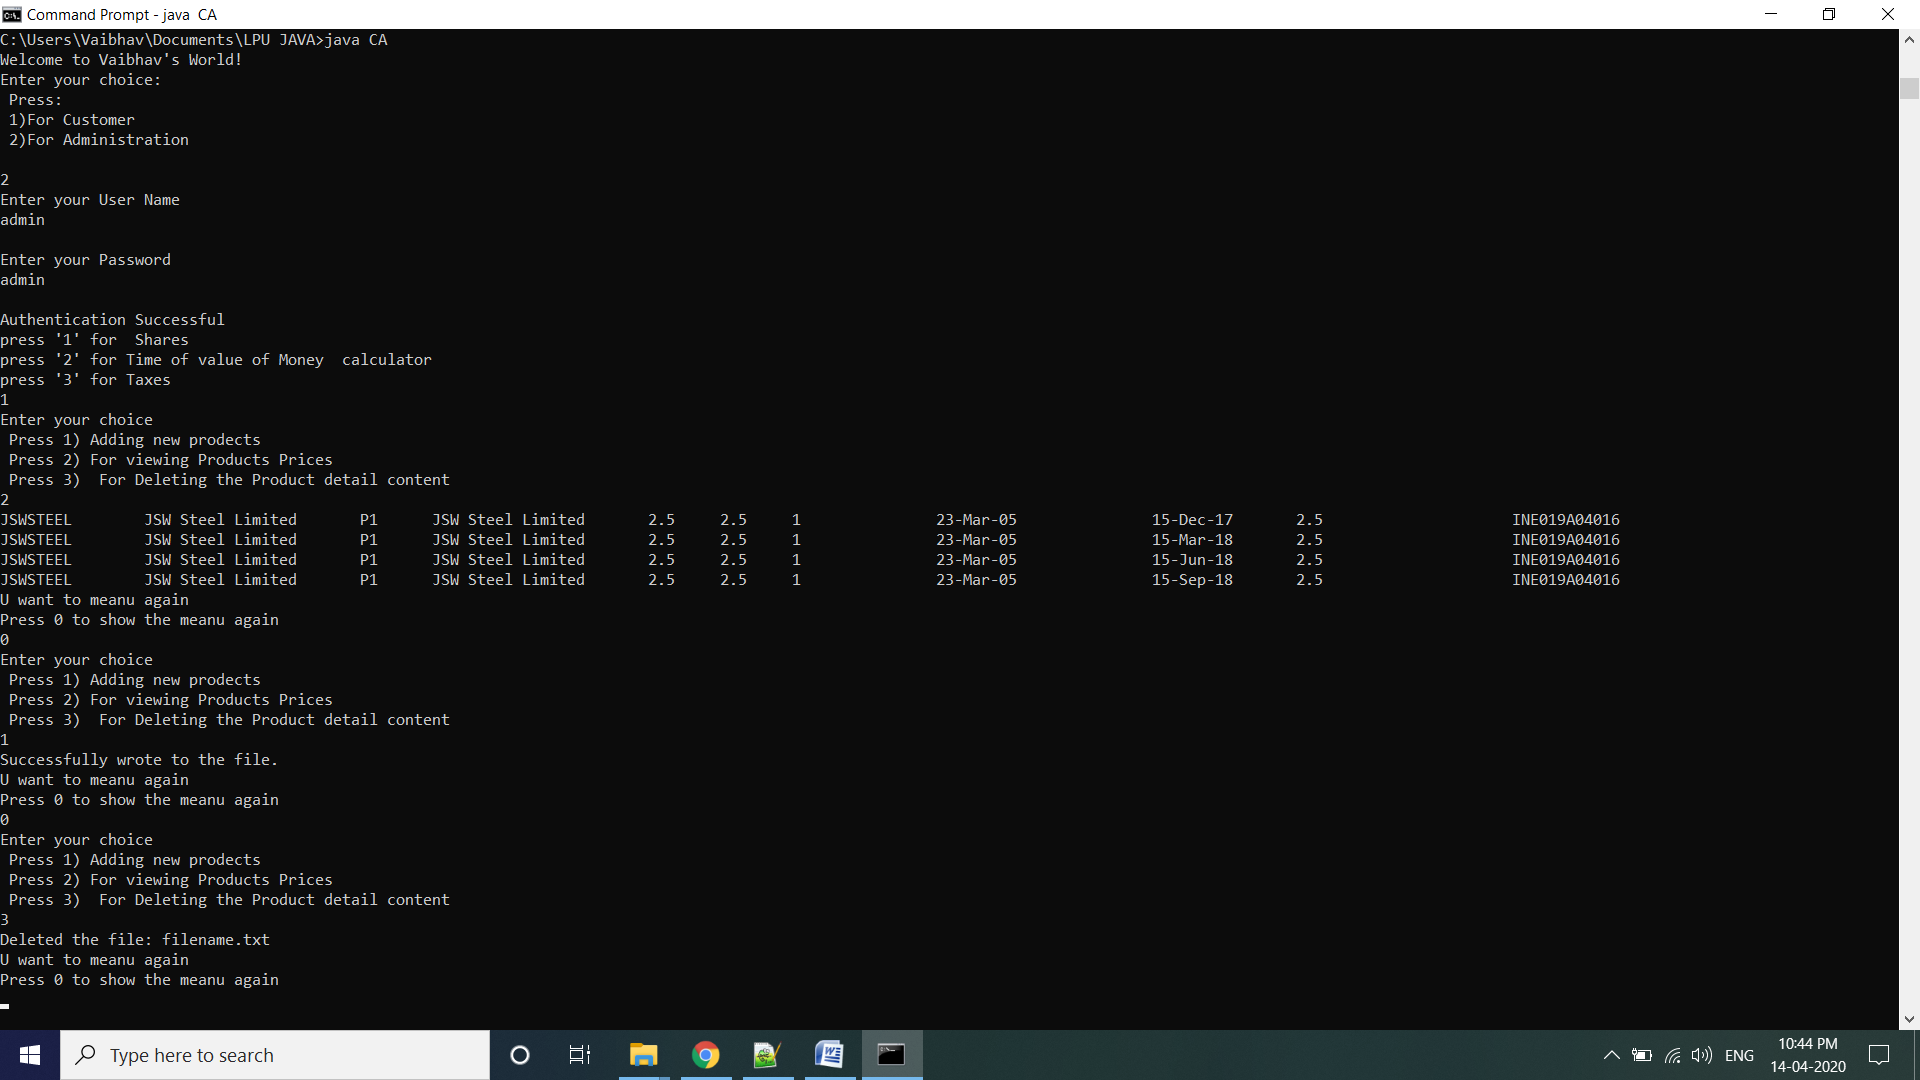 Command Prompt - java  CA
C:\Users\Vaibhav\Documents\LPU JAVA>java CA
Welcome to Vaibhav's World!
Enter your choice:
 Press:
 1)For Customer
 2)For Administration
2
Enter your User Name
admin
Enter your Password
admin
Authentication Successful
press '1' for  Shares
press '2' for Time of value of Money  calculator
press '3' for Taxes
1
Enter your choice
 Press 1) Adding new prodects
 Press 2) For viewing Products Prices
 Press 3)  For Deleting the Product detail content
2
JSWSTEEL        JSW Steel Limited       P1      JSW Steel Limited       2.5     2.5     1               23-Mar-05               15-Dec-17       2.5                     INE019A04016
JSWSTEEL        JSW Steel Limited       P1      JSW Steel Limited       2.5     2.5     1               23-Mar-05               15-Mar-18       2.5                     INE019A04016
JSWSTEEL        JSW Steel Limited       P1      JSW Steel Limited       2.5     2.5     1               23-Mar-05               15-Jun-18       2.5                     INE019A04016
JSWSTEEL        JSW Steel Limited       P1      JSW Steel Limited       2.5     2.5     1               23-Mar-05               15-Sep-18       2.5                     INE019A04016
U want to meanu again
Press 0 to show the meanu again
0
Enter your choice
 Press 1) Adding new prodects
 Press 2) For viewing Products Prices
 Press 3)  For Deleting the Product detail content
1
Successfully wrote to the file.
U want to meanu again
Press 0 to show the meanu again
0
Enter your choice
 Press 1) Adding new prodects
 Press 2) For viewing Products Prices
 Press 3)  For Deleting the Product detail content
3
Deleted the file: filename.txt
U want to meanu again
Press 0 to show the meanu again
Type here to search
ENG
10:44 PM
14-04-2020